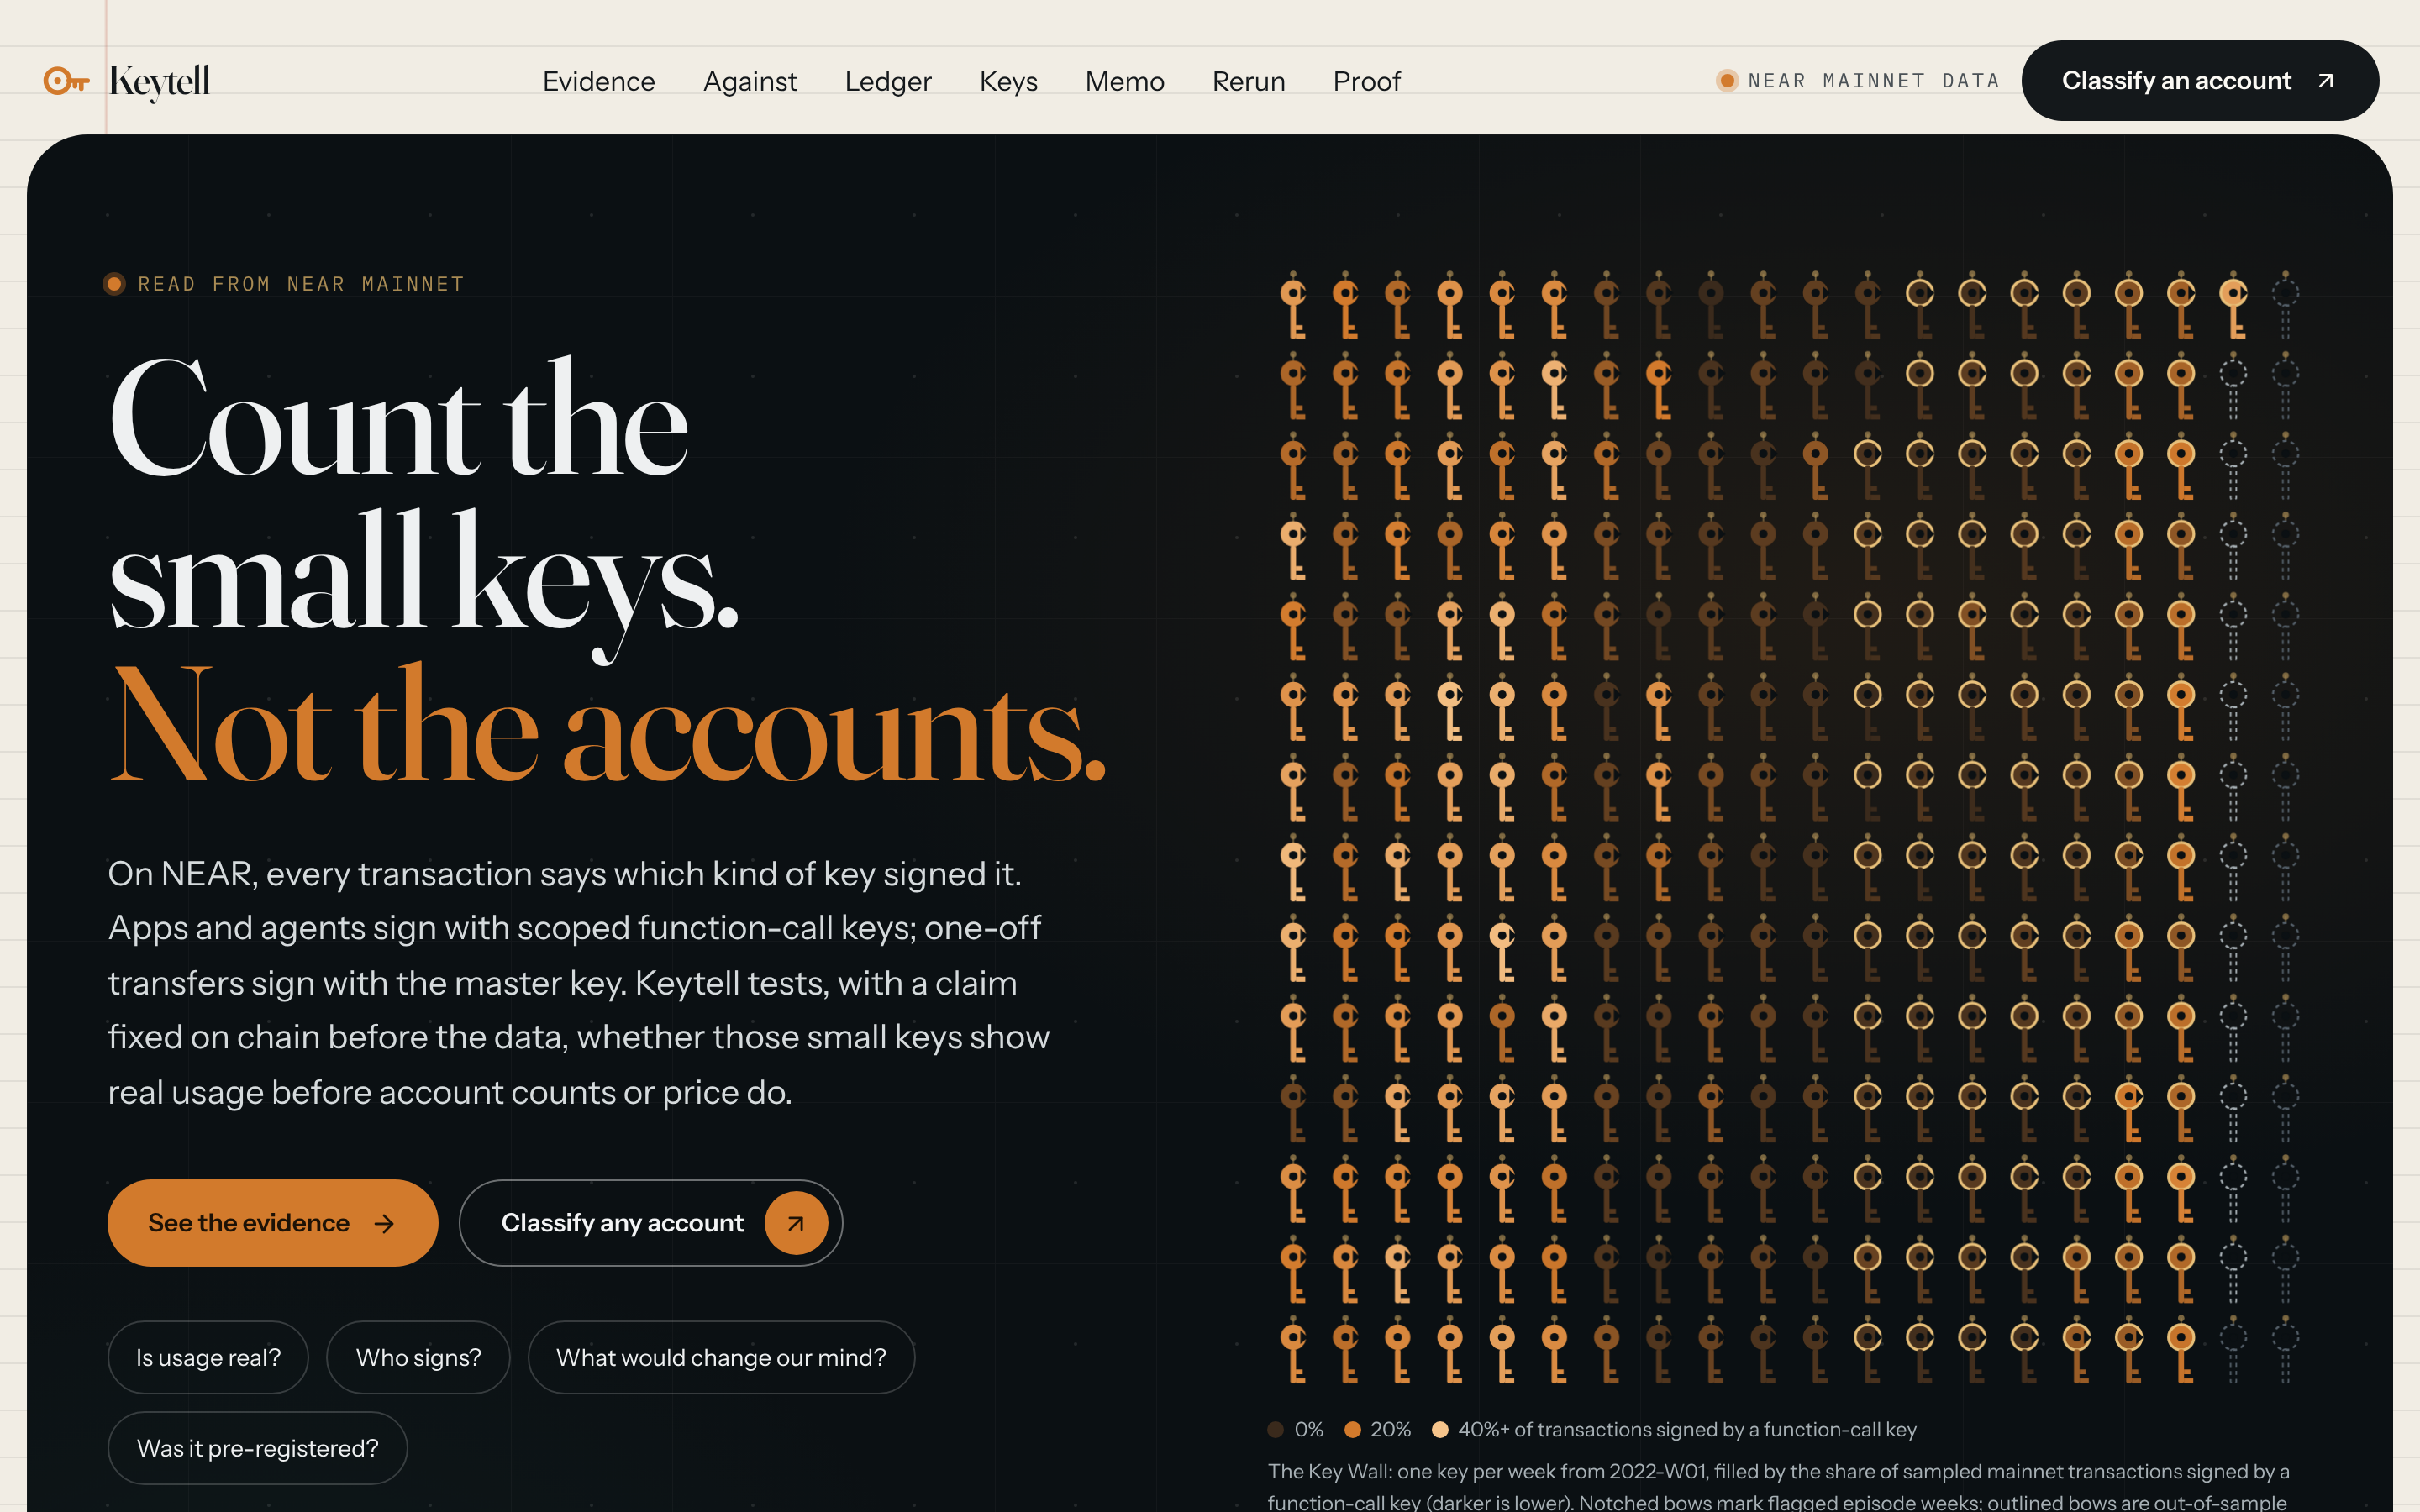 Keytell
Evidence Against Ledger Keys Memo Rerun Proof
NEAR MAINNET DATA
Classify an account
READ FROM NEAR MAINNET
Count the
small keys.
Not the accounts.
On NEAR, every transaction says which kind of key signed it.
Apps and agents sign with scoped function-call keys; one-off
transfers sign with the master key. Keytell tests, with a claim
fixed on chain before the data, whether those small keys show
real usage before account counts or price do.
See the evidence
Classify any account
Is usage real? Who signs? What would change our mind?
Was it pre-registered?
0% 20% 40%+ of transactions signed by a function-call key
The Key Wall: one key per week from 2022-W01, filled by the share of sampled mainnet transactions signed by a
function-call key (darker is lower). Notched bows mark flagged episode weeks; outlined bows are out-of-sample